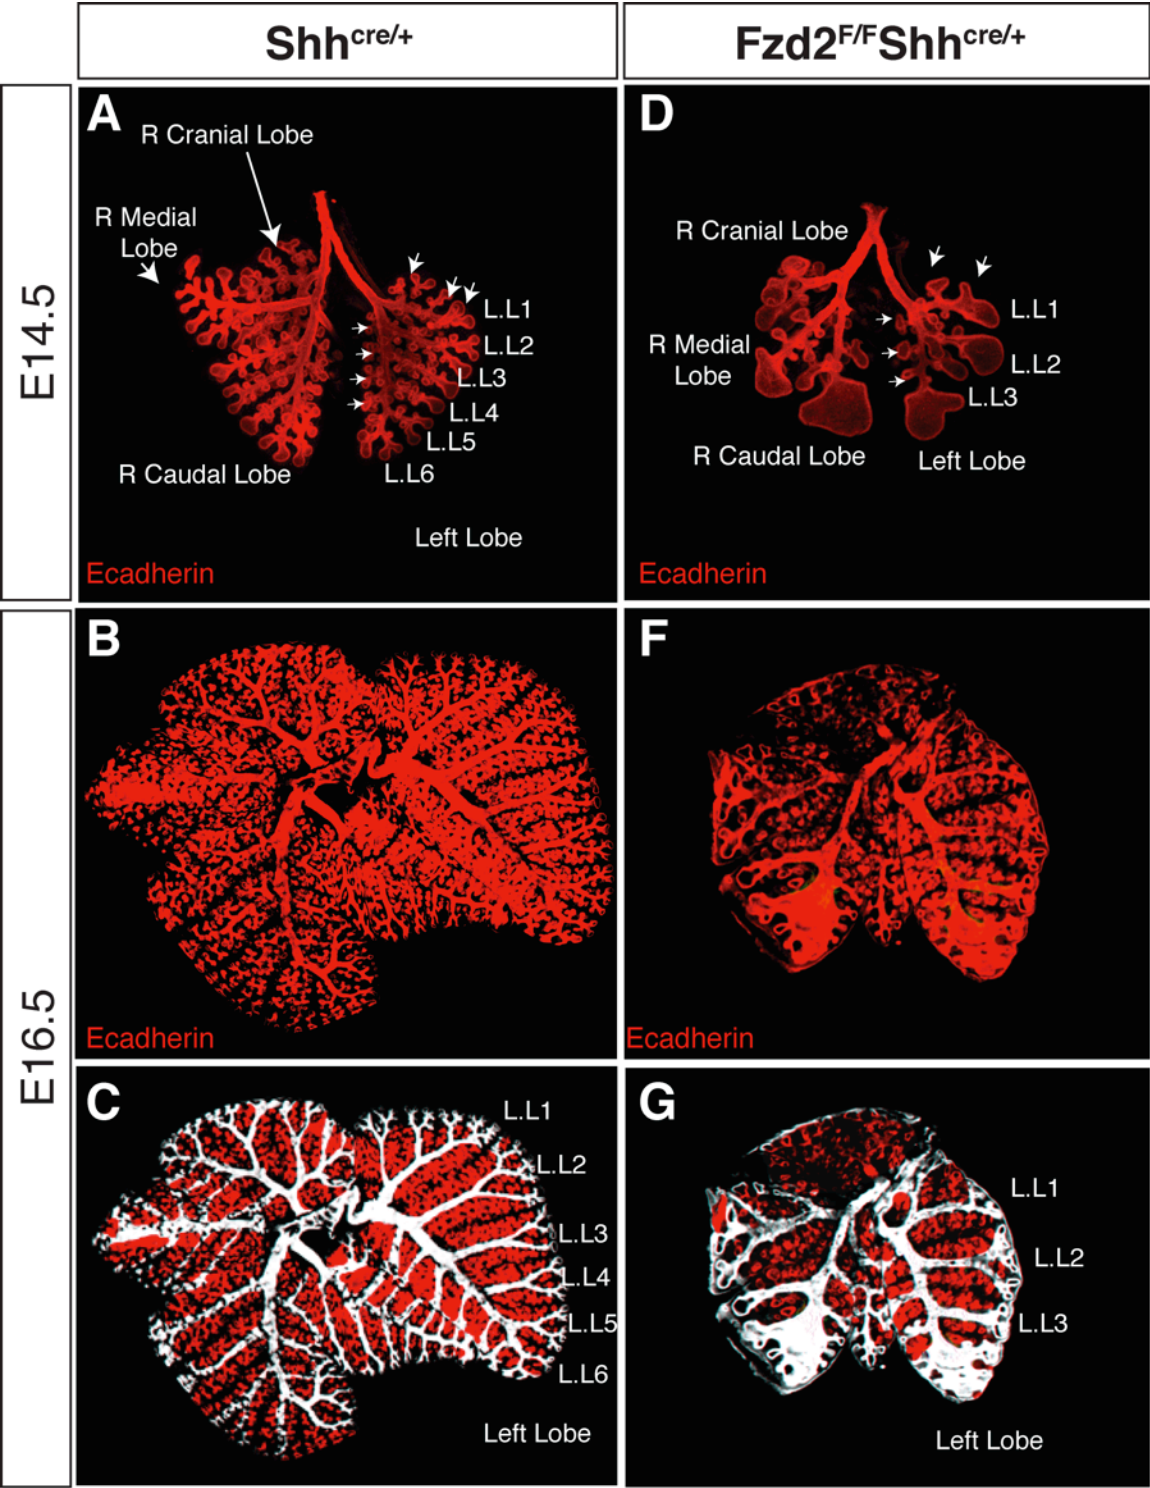 Shhcre/+
Fzd2F/FShhcre/+
E14.5
A
R Cranial Lobe
R Medial
Lobe
L.L1
L.L2
L.L3
L.L4
L.L5
L.L6
R Caudal Lobe
Left Lobe
Ecadherin
D
R Cranial Lobe
L.L1
R Medial
Lobe
L.L2
L.L3
R Caudal Lobe
Left Lobe
Ecadherin
E16.5
B
Ecadherin
F
Ecadherin
C
L.L1
L.L2
L.L3
L.L4
L.L5
L.L6
Left Lobe
G
L.L1
L.L2
L.L3
Left Lobe